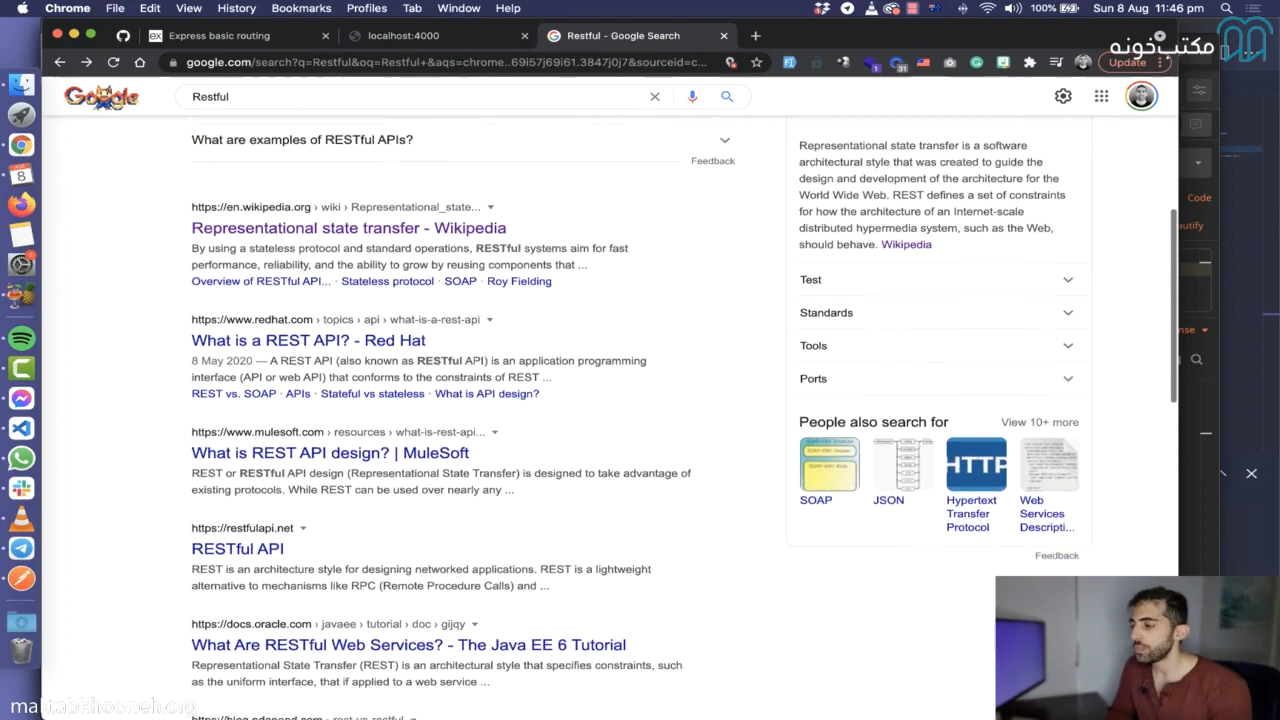 Chrome File Edit View History Bookmarks Profiles Tab Window Help 100% Sun 8 Aug 11:46 pm
Express basic routing
localhost:4000
Restful - Google Search
مکتب‌خونه
google.com/search?q=Restful&oq=Restful+&aqs=chrome..69i57j69i61.3847j0j7&sourceid=c...
Update
Google
Restful
What are examples of RESTful APIs?
Feedback
https://en.wikipedia.org › wiki › Representational_state...
Representational state transfer - Wikipedia
By using a stateless protocol and standard operations, RESTful systems aim for fast
performance, reliability, and the ability to grow by reusing components that ...
Overview of RESTful API... · Stateless protocol · SOAP · Roy Fielding
https://www.redhat.com › topics › api › what-is-a-rest-api
What is a REST API? - Red Hat
8 May 2020 — A REST API (also known as RESTful API) is an application programming
interface (API or web API) that conforms to the constraints of REST ...
REST vs. SOAP · APIs · Stateful vs stateless · What is API design?
https://www.mulesoft.com › resources › what-is-rest-api...
What is REST API design? | MuleSoft
REST or RESTful API design (Representational State Transfer) is designed to take advantage of
existing protocols. While REST can be used over nearly any ...
https://restfulapi.net
RESTful API
REST is an architecture style for designing networked applications. REST is a lightweight
alternative to mechanisms like RPC (Remote Procedure Calls) and ...
https://docs.oracle.com › javaee › tutorial › doc › gijqy
What Are RESTful Web Services? - The Java EE 6 Tutorial
Representational State Transfer (REST) is an architectural style that specifies constraints, such
as the uniform interface, that if applied to a web service ...
Representational state transfer is a software
architectural style that was created to guide the
design and development of the architecture for the
World Wide Web. REST defines a set of constraints
for how the architecture of an Internet-scale
distributed hypermedia system, such as the Web,
should behave. Wikipedia
Test
Standards
Tools
Ports
People also search for
View 10+ more
SOAP
JSON
Hypertext
Transfer
Protocol
Web
Services
Descripti...
HTTP
Feedback
Code
maktabkhooneh.org